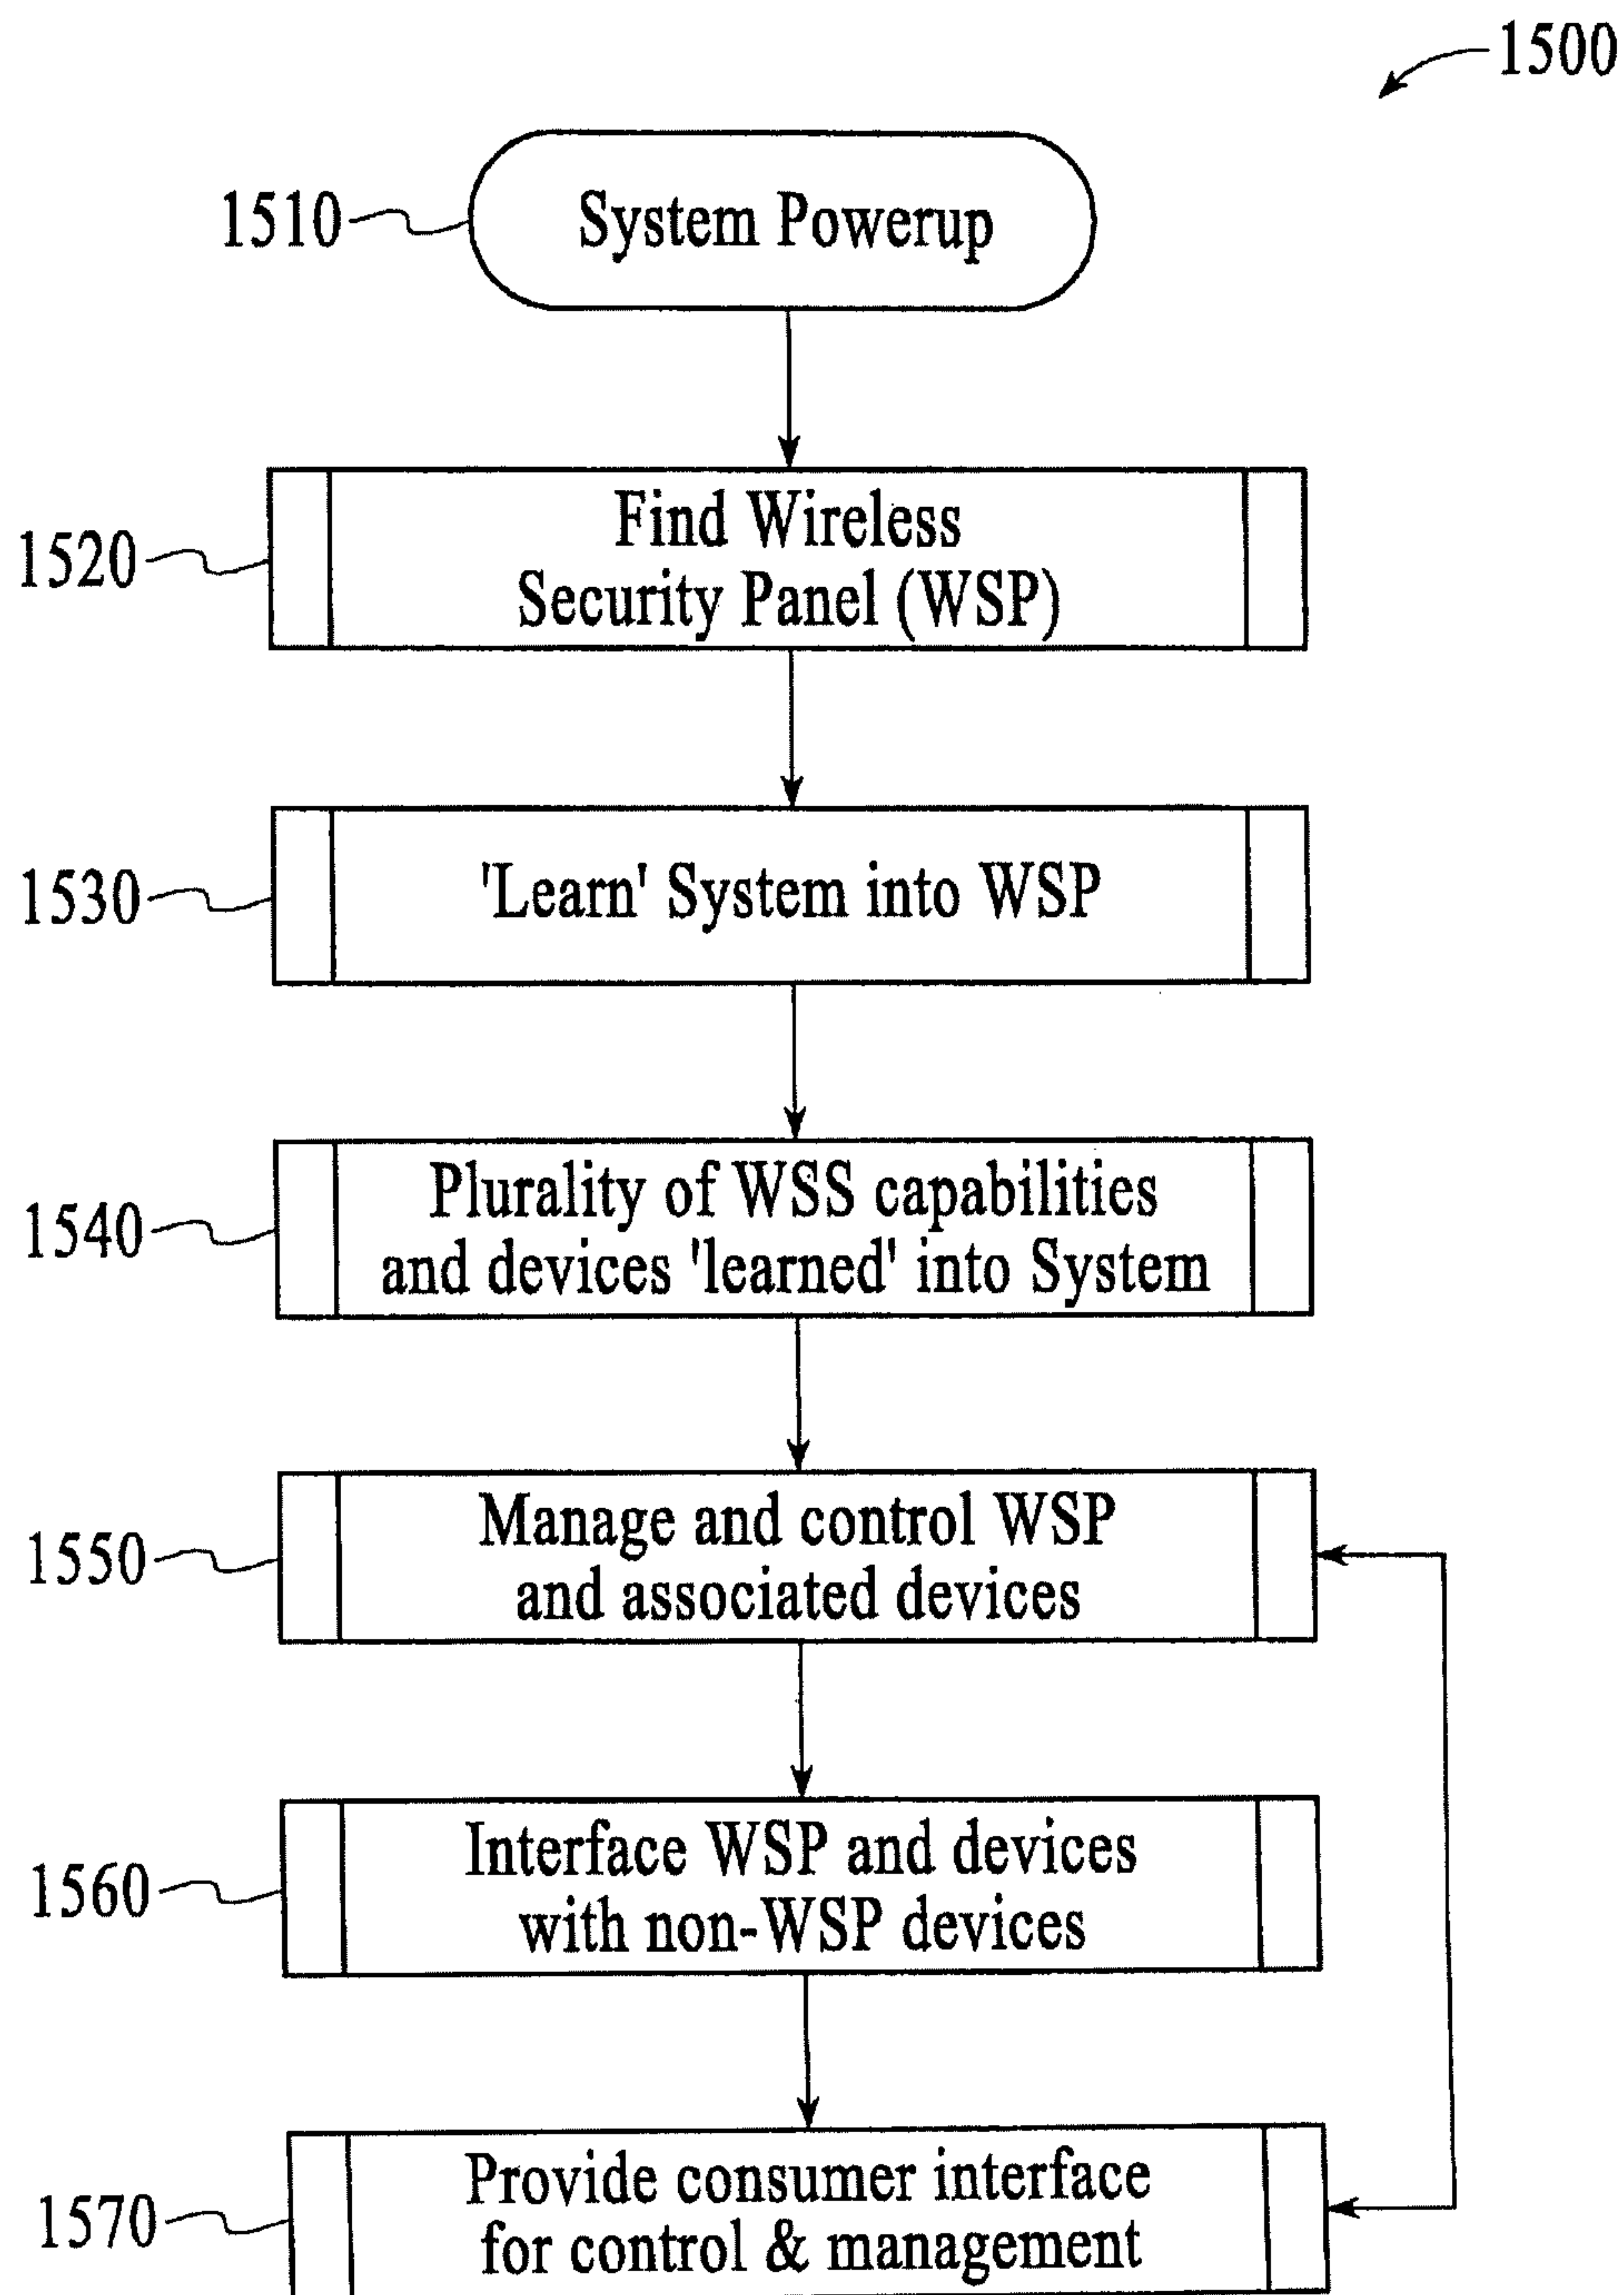 1500
1510
System Powerup
1520
Find Wireless
Security Panel (WSP)
1530
'Learn' System into WSP
1540
Plurality of WSS capabilities
and devices 'learned' into System
1550
Manage and control WSP
and associated devices
1560
Interface WSP and devices
with non-WSP devices
1570
Provide consumer interface
for control & management